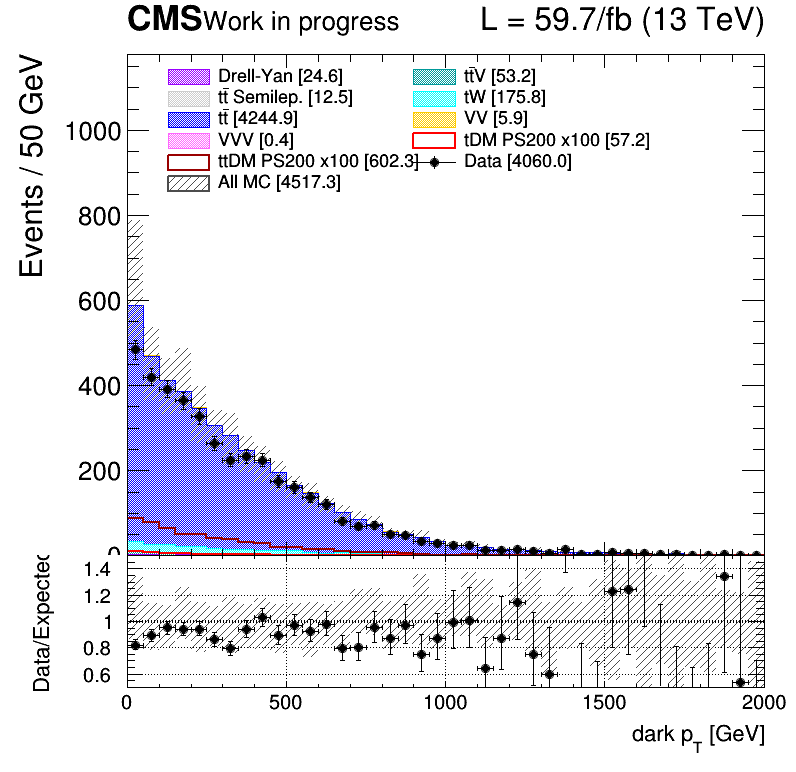 CMS Work in progress L = 59.7/fb (13 TeV)
Events / 50 GeV
Drell-Yan [24.6] tt̄V [53.2]
tt̄ Semilep. [12.5] tW [175.8]
tt̄ [4244.9] VV [5.9]
VVV [0.4] tDM PS200 x100 [57.2]
ttDM PS200 x100 [602.3] Data [4060.0]
All MC [4517.3]
1000
800
600
400
200
0
Data/Expected
1.4
1.2
1
0.8
0.6
0 500 1000 1500 2000
dark p_T [GeV]